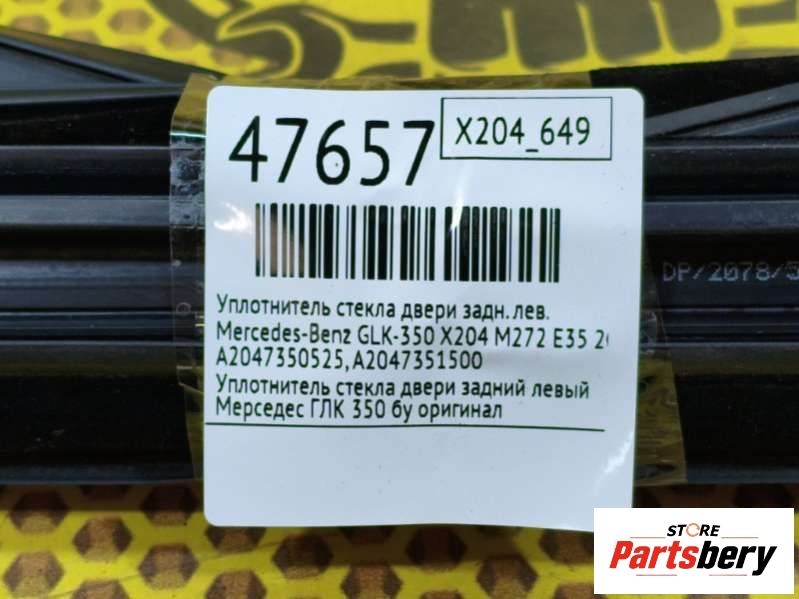 47657
X204_649
Уплотнитель стекла двери задн. лев.
Mercedes-Benz GLK-350 X204 M272 E35
A2047350525, A2047351500
Уплотнитель стекла двери задний левый
Мерседес ГЛК 350 бу оригинал
DP/2078/5
STORE
Partsbery